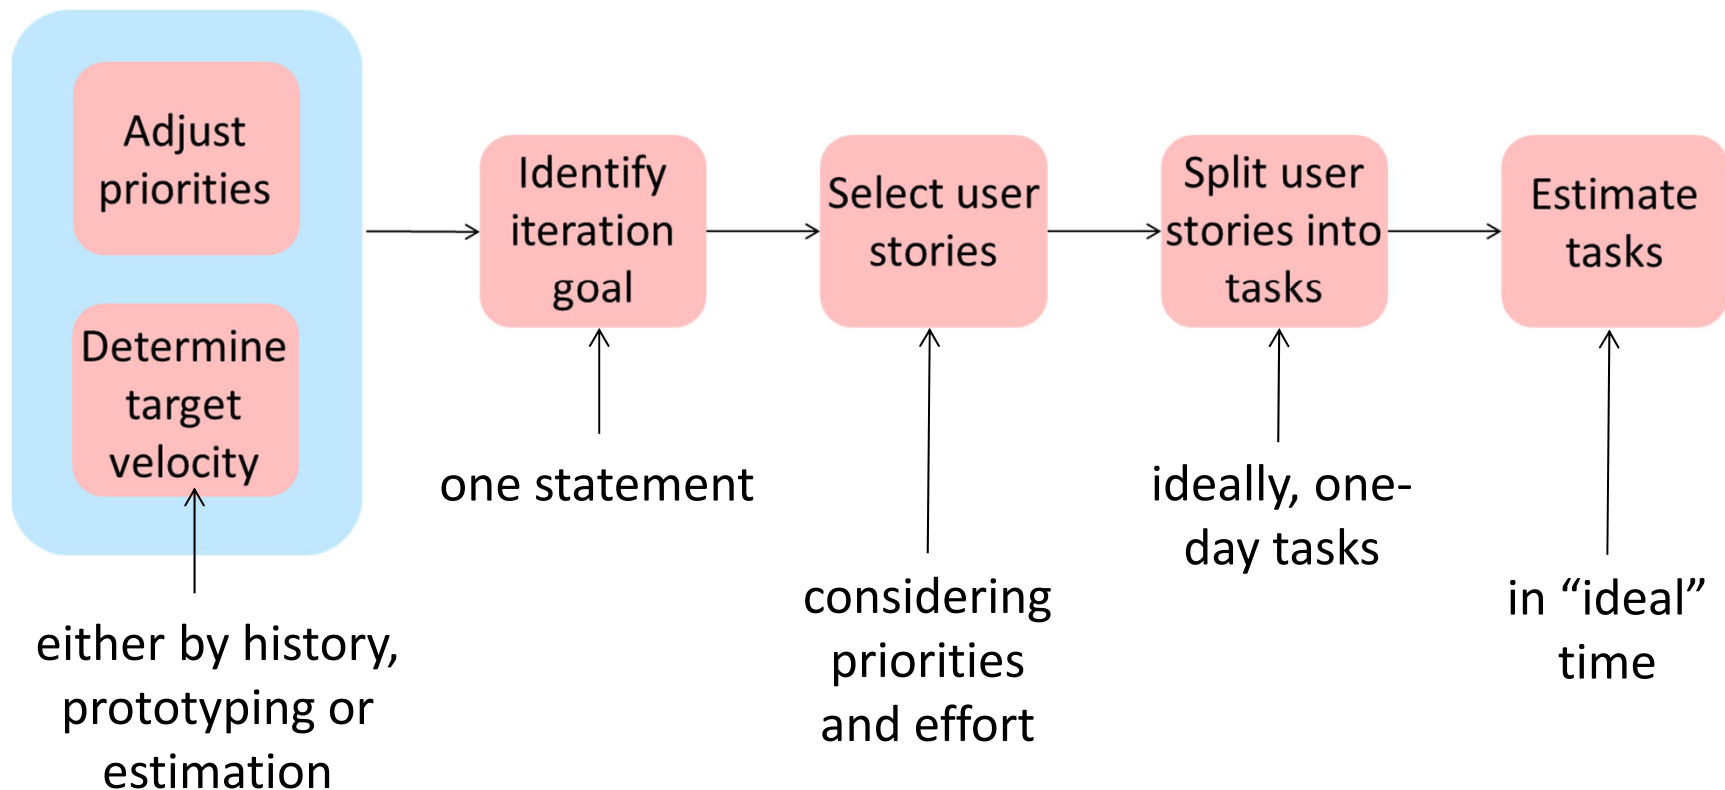 Adjust
priorities
Determine
target
velocity
either by history,
prototyping or
estimation
Identify
iteration
goal
one statement
Select user
stories
considering
priorities
and effort
Split user
stories into
tasks
ideally, one-
day tasks
Estimate
tasks
in “ideal”
time